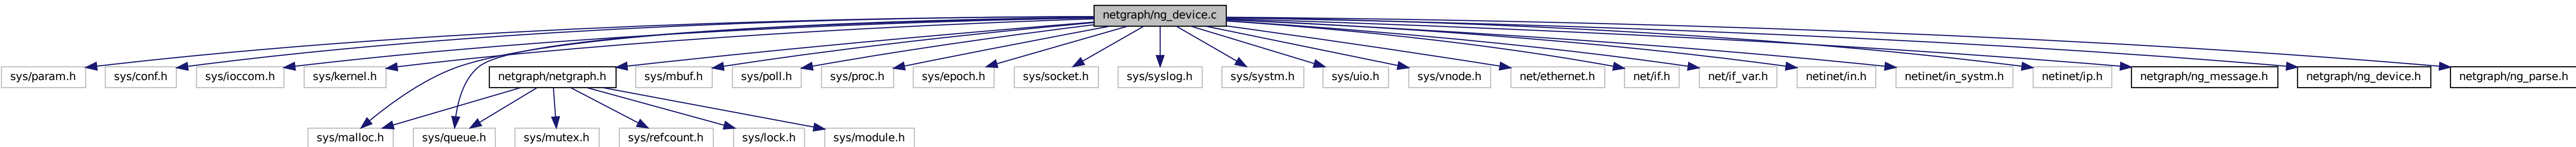 netgraph/ng_device.c
sys/param.h
sys/conf.h
sys/ioccom.h
sys/kernel.h
netgraph/netgraph.h
sys/mbuf.h
sys/poll.h
sys/proc.h
sys/epoch.h
sys/socket.h
sys/syslog.h
sys/systm.h
sys/uio.h
sys/vnode.h
net/ethernet.h
net/if.h
net/if_var.h
netinet/in.h
netinet/in_systm.h
netinet/ip.h
netgraph/ng_message.h
netgraph/ng_device.h
netgraph/ng_parse.h
sys/malloc.h
sys/queue.h
sys/mutex.h
sys/refcount.h
sys/lock.h
sys/module.h